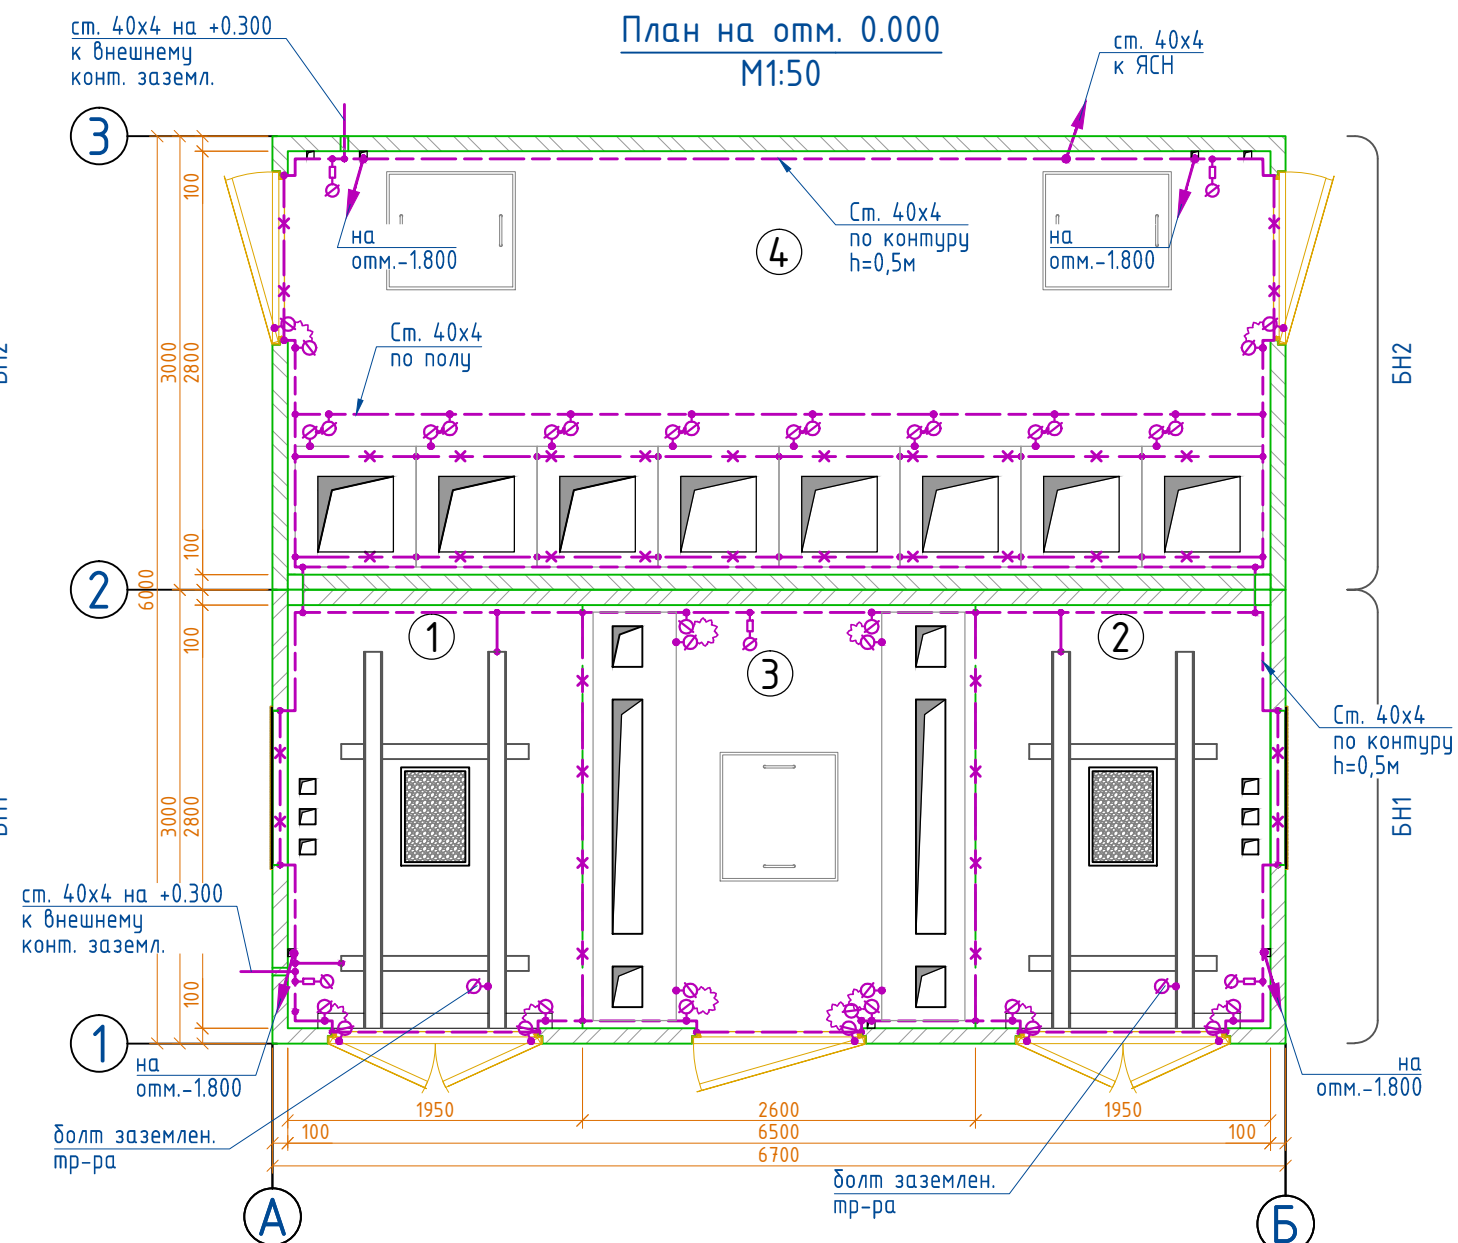 План на отм. 0.000
М1:50
ст. 40х4 на +0.300
к внешнему
конт. заземл.
ст. 40х4
к ЯСН
3
100
на
отм.-1.800
Ст. 40х4
по контуру
h=0,5м
4
на
отм.-1.800
Ст. 40х4
по полу
3000
2800
БН2
БН2
100
2
6000
100
1
3
2
Ст. 40х4
по контуру
h=0,5м
3000
2800
БН1
БН1
ст. 40х4 на +0.300
к внешнему
конт. заземл.
100
1
на
отм.-1.800
на
отм.-1.800
1950
2600
1950
100
6500
100
6700
болт заземлен.
тр-ра
болт заземлен.
тр-ра
А
Б